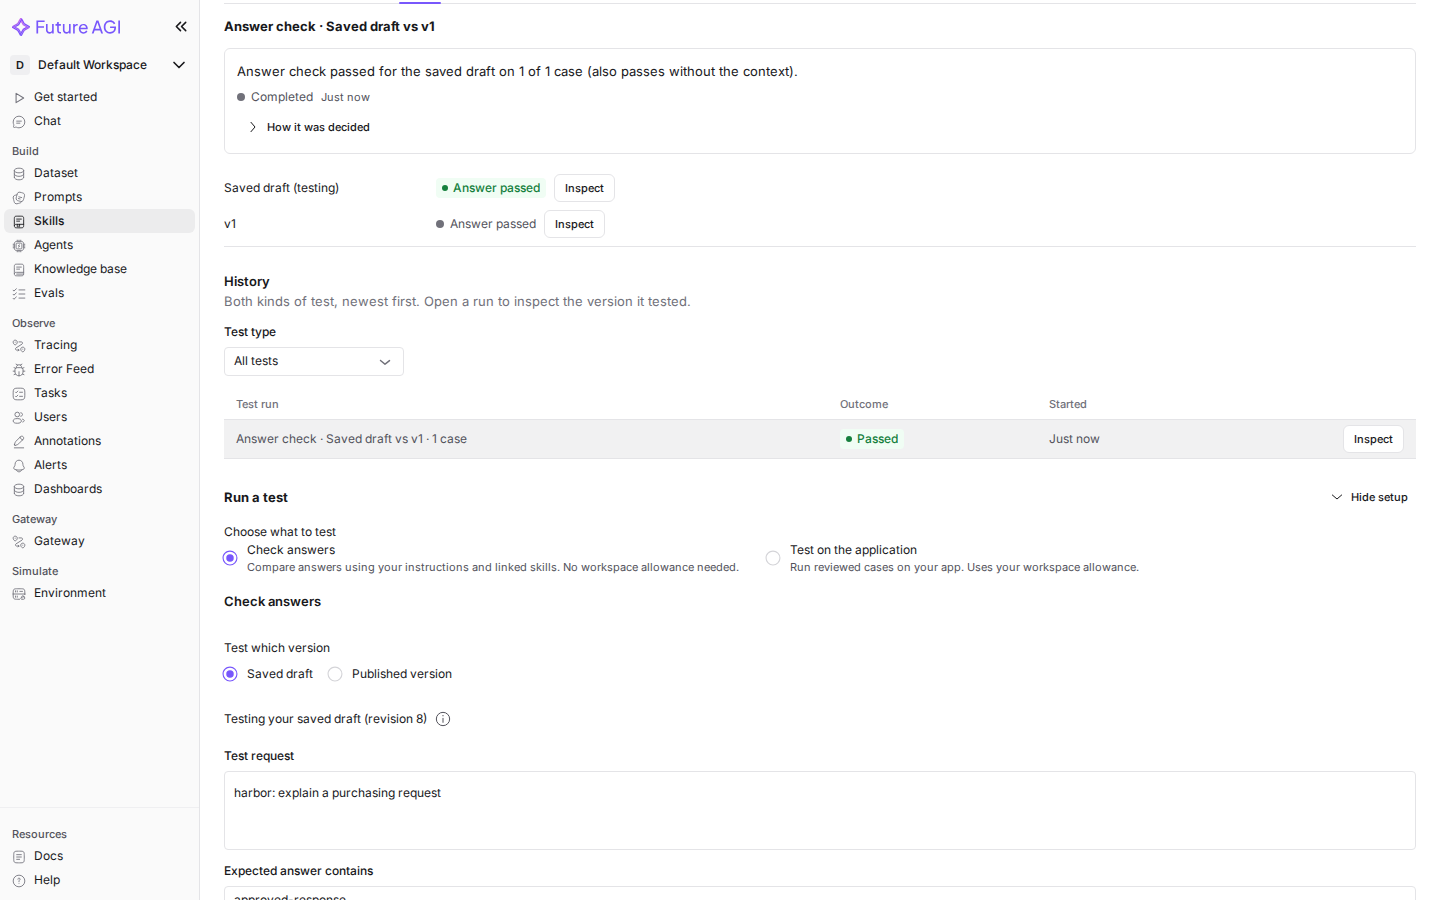 Future AGI
D Default Workspace
Get started
Chat
Build
Dataset
Prompts
Skills
Agents
Knowledge base
Evals
Observe
Tracing
Error Feed
Tasks
Users
Annotations
Alerts
Dashboards
Gateway
Gateway
Simulate
Environment
Resources
Docs
Help
Answer check · Saved draft vs v1
Answer check passed for the saved draft on 1 of 1 case (also passes without the context).
Completed Just now
How it was decided
Saved draft (testing) Answer passed Inspect
v1 Answer passed Inspect
History
Both kinds of test, newest first. Open a run to inspect the version it tested.
Test type
All tests
Test run Outcome Started
Answer check · Saved draft vs v1 · 1 case Passed Just now Inspect
Run a test Hide setup
Choose what to test
Check answers
Compare answers using your instructions and linked skills. No workspace allowance needed.
Test on the application
Run reviewed cases on your app. Uses your workspace allowance.
Check answers
Test which version
Saved draft Published version
Testing your saved draft (revision 8)
Test request
harbor: explain a purchasing request
Expected answer contains
approved-response